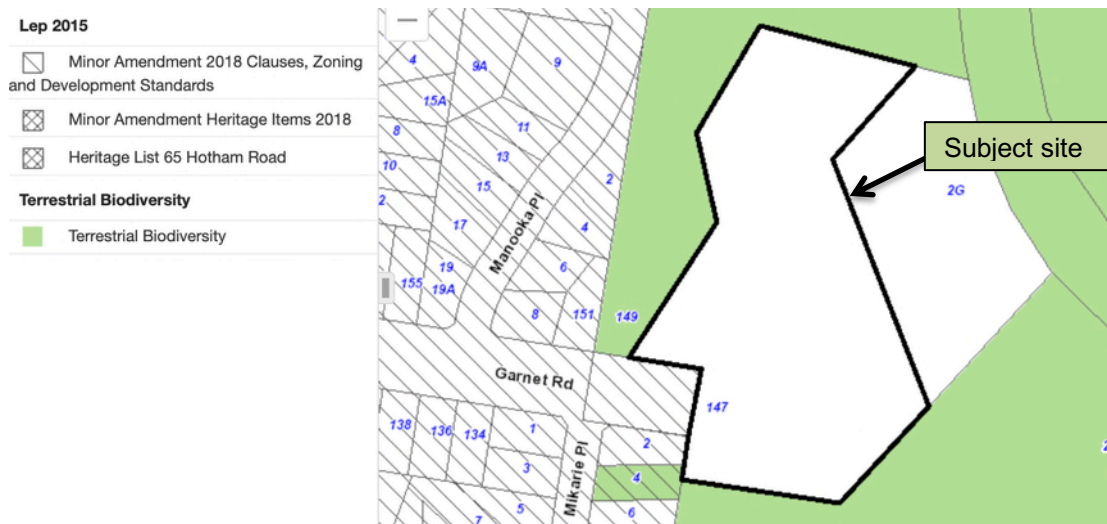 Lep 2015
Minor Amendment 2018 Clauses, Zoning
and Development Standards
Minor Amendment Heritage Items 2018
Heritage List 65 Hotham Road
Terrestrial Biodiversity
Terrestrial Biodiversity
4
9A
9
15A
8
11
13
10
15
2
2
17
4
Manooka Pl
19
19A
155
6
8
151
149
Subject site
2G
Garnet Rd
147
138
136
134
1
2
3
4
Mikarie Pl
5
6
7